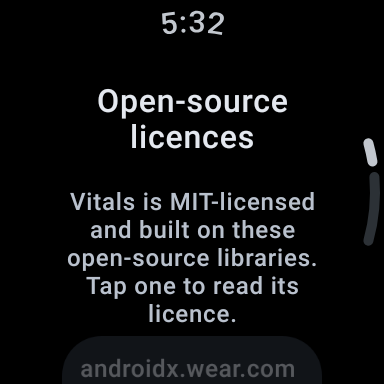 5:32
Open-source
licences
Vitals is MIT-licensed
and built on these
open-source libraries.
Tap one to read its
licence.
androidx.wear.com